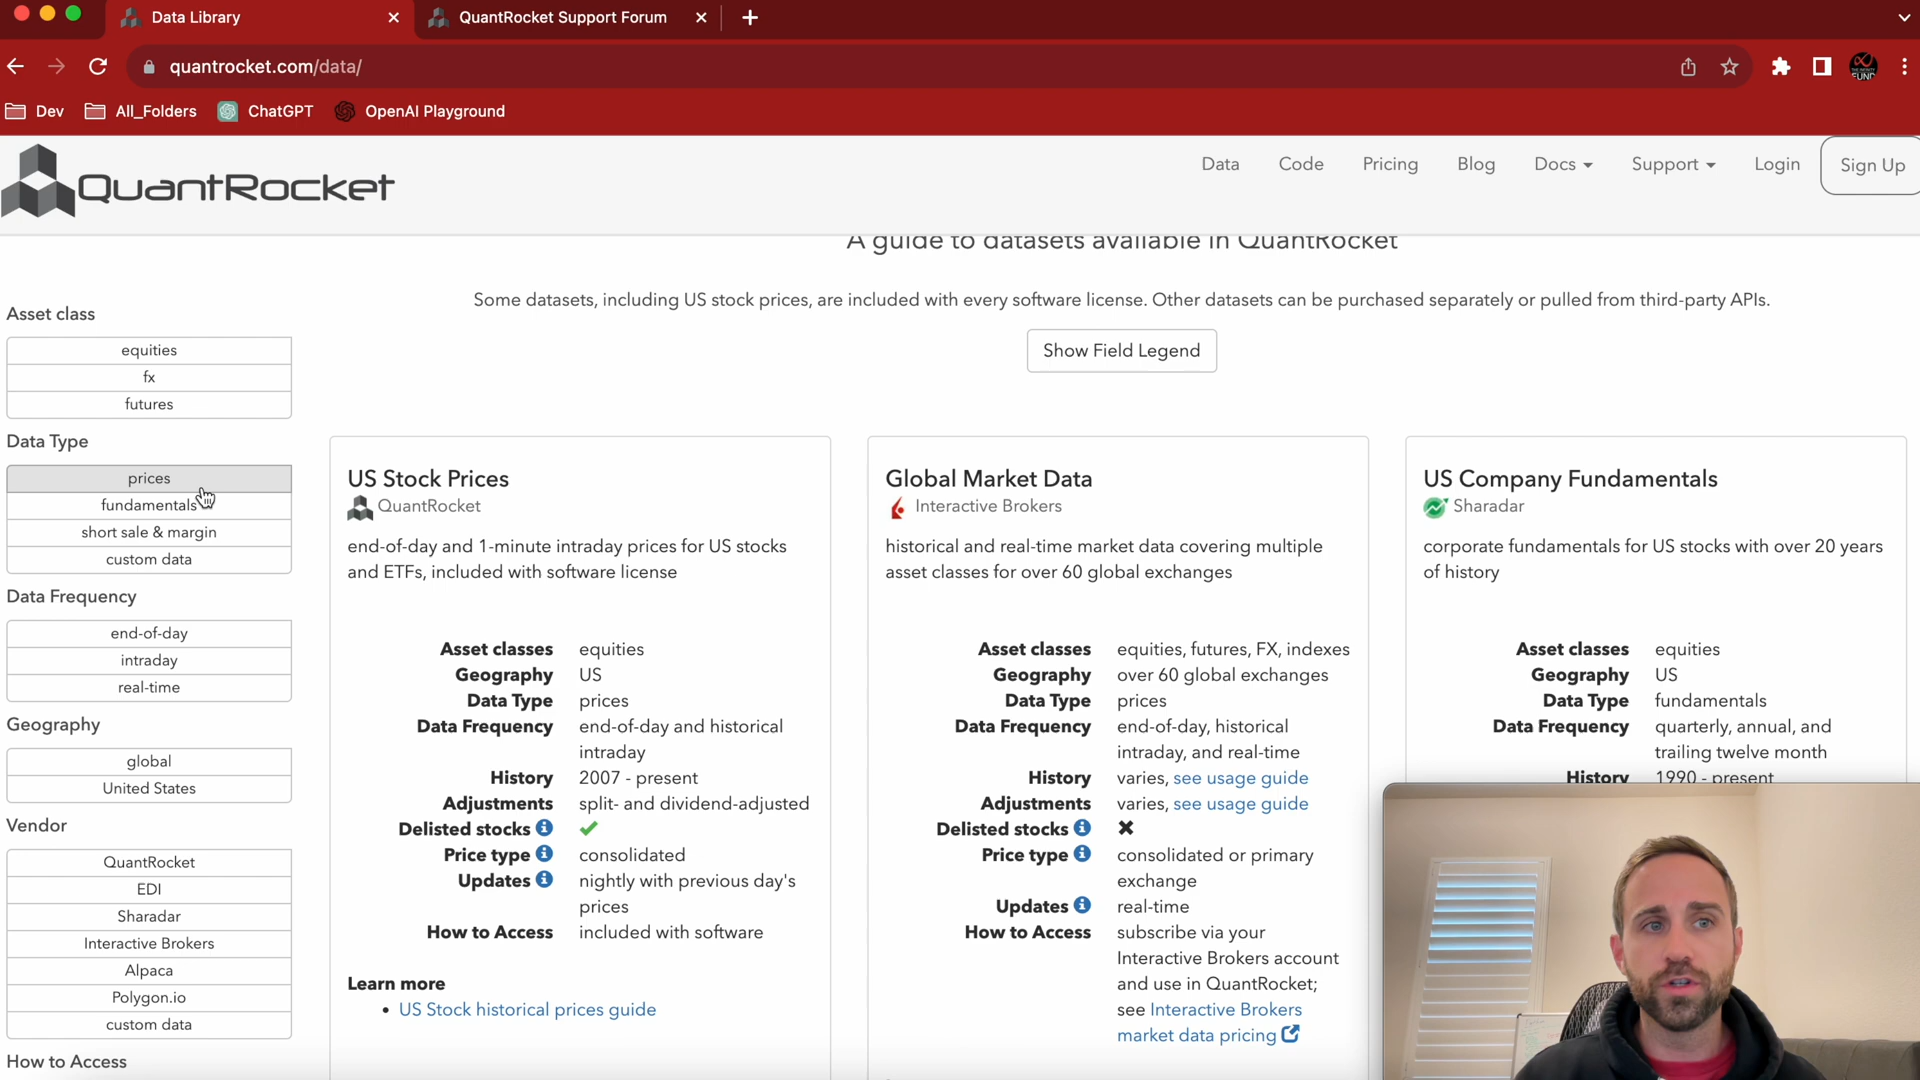 Data Library
QuantRocket Support Forum
quantrocket.com/data/
Dev
All_Folders
ChatGPT
OpenAI Playground
QuantRocket
Data
Code
Pricing
Blog
Docs
Support
Login
Sign Up
A guide to datasets available in QuantRocket
Some datasets, including US stock prices, are included with every software license. Other datasets can be purchased separately or pulled from third-party APIs.
Show Field Legend
Asset class
equities
fx
futures
Data Type
prices
fundamentals
short sale & margin
custom data
Data Frequency
end-of-day
intraday
real-time
Geography
global
United States
Vendor
QuantRocket
EDI
Sharadar
Interactive Brokers
Alpaca
Polygon.io
custom data
How to Access
US Stock Prices
QuantRocket
end-of-day and 1-minute intraday prices for US stocks
and ETFs, included with software license
Asset classes equities
Geography US
Data Type prices
Data Frequency end-of-day and historical
intraday
History 2007 - present
Adjustments split- and dividend-adjusted
Delisted stocks
Price type consolidated
Updates nightly with previous day's
prices
How to Access included with software
Learn more
• US Stock historical prices guide
Global Market Data
Interactive Brokers
historical and real-time market data covering multiple
asset classes for over 60 global exchanges
Asset classes equities, futures, FX, indexes
Geography over 60 global exchanges
Data Type prices
Data Frequency end-of-day, historical
intraday, and real-time
History varies, see usage guide
Adjustments varies, see usage guide
Delisted stocks
Price type consolidated or primary
exchange
Updates real-time
How to Access subscribe via your
Interactive Brokers account
and use in QuantRocket;
see Interactive Brokers
market data pricing
US Company Fundamentals
Sharadar
corporate fundamentals for US stocks with over 20 years
of history
Asset classes equities
Geography US
Data Type fundamentals
Data Frequency quarterly, annual, and
trailing twelve month
History 1990 - present